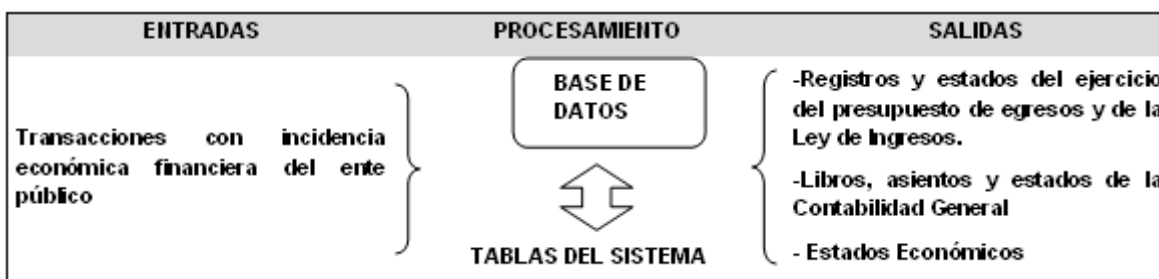 ENTRADAS PROCESAMIENTO SALIDAS
Transacciones con incidencia
económica financiera del ente
público
BASE DE
DATOS
TABLAS DEL SISTEMA
-Registros y estados del ejercicio
del presupuesto de egresos y de la
Ley de Ingresos.
-Libros, asientos y estados de la
Contabilidad General
- Estados Económicos